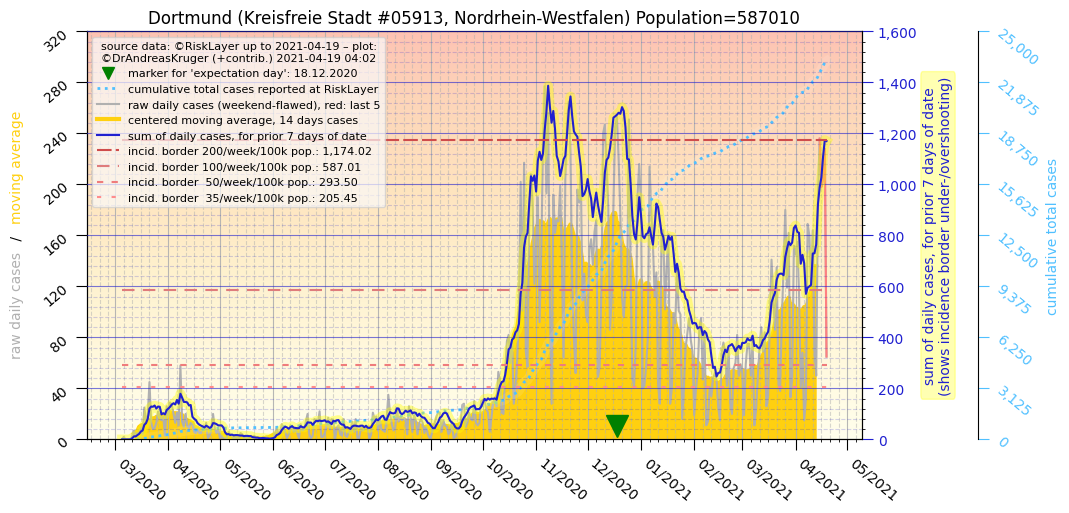 Dortmund (Kreisfreie Stadt #05913, Nordrhein-Westfalen) Population=587010
source data: ©RiskLayer up to 2021-04-19 – plot:
©DrAndreasKruger (+contrib.) 2021-04-19 04:02
marker for 'expectation day': 18.12.2020
cumulative total cases reported at RiskLayer
raw daily cases (weekend-flawed), red: last 5
centered moving average, 14 days cases
sum of daily cases, for prior 7 days of date
incid. border 200/week/100k pop.: 1,174.02
incid. border 100/week/100k pop.: 587.01
incid. border  50/week/100k pop.: 293.50
incid. border  35/week/100k pop.: 205.45
raw daily cases  /  moving average
320
280
240
200
160
120
80
40
0
03/2020
04/2020
05/2020
06/2020
07/2020
08/2020
09/2020
10/2020
11/2020
12/2020
01/2021
02/2021
03/2021
04/2021
05/2021
1,600
1,400
1,200
1,000
800
600
400
200
0
sum of daily cases, for prior 7 days of date
(shows incidence border under-/overshooting)
25,000
21,875
18,750
15,625
12,500
9,375
6,250
3,125
0
cumulative total cases